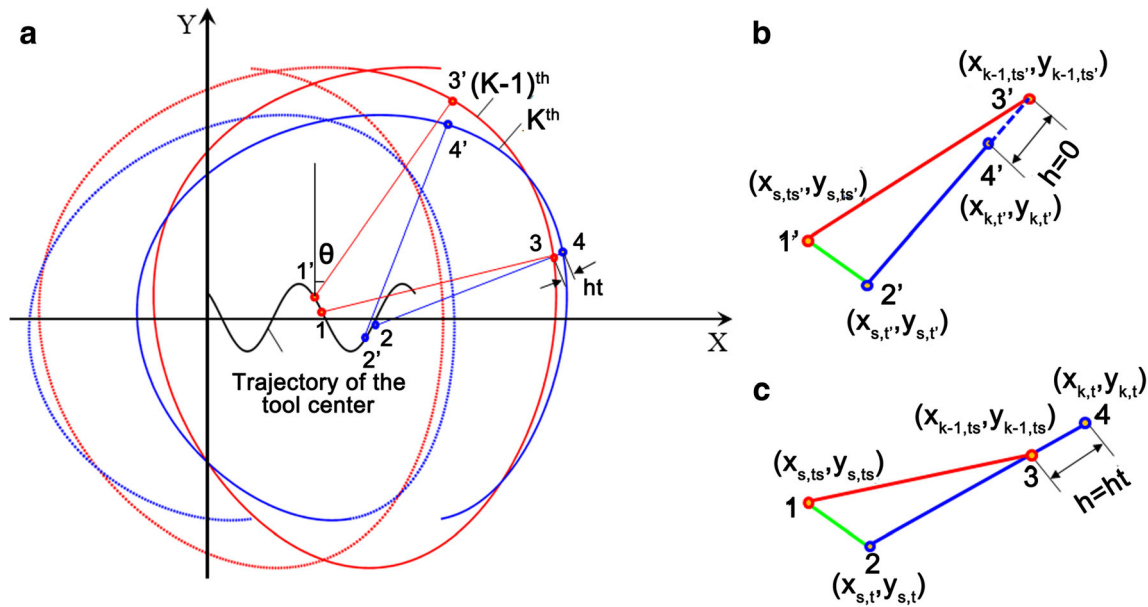 a
Y
3' (K-1)th
Kth
4'
θ
1'
3
4
ht
1
2
2'
X
Trajectory of the
tool center
b
(xk-1,ts',yk-1,ts')
3'
h=0
4'
(xs,ts',ys,ts')
(xk,t',yk,t')
1'
2'
(xs,t',ys,t')
c
(xk,t,yk,t)
(xk-1,ts,yk-1,ts)
4
(xs,ts,ys,ts)
3
h=ht
1
2
(xs,t,ys,t)